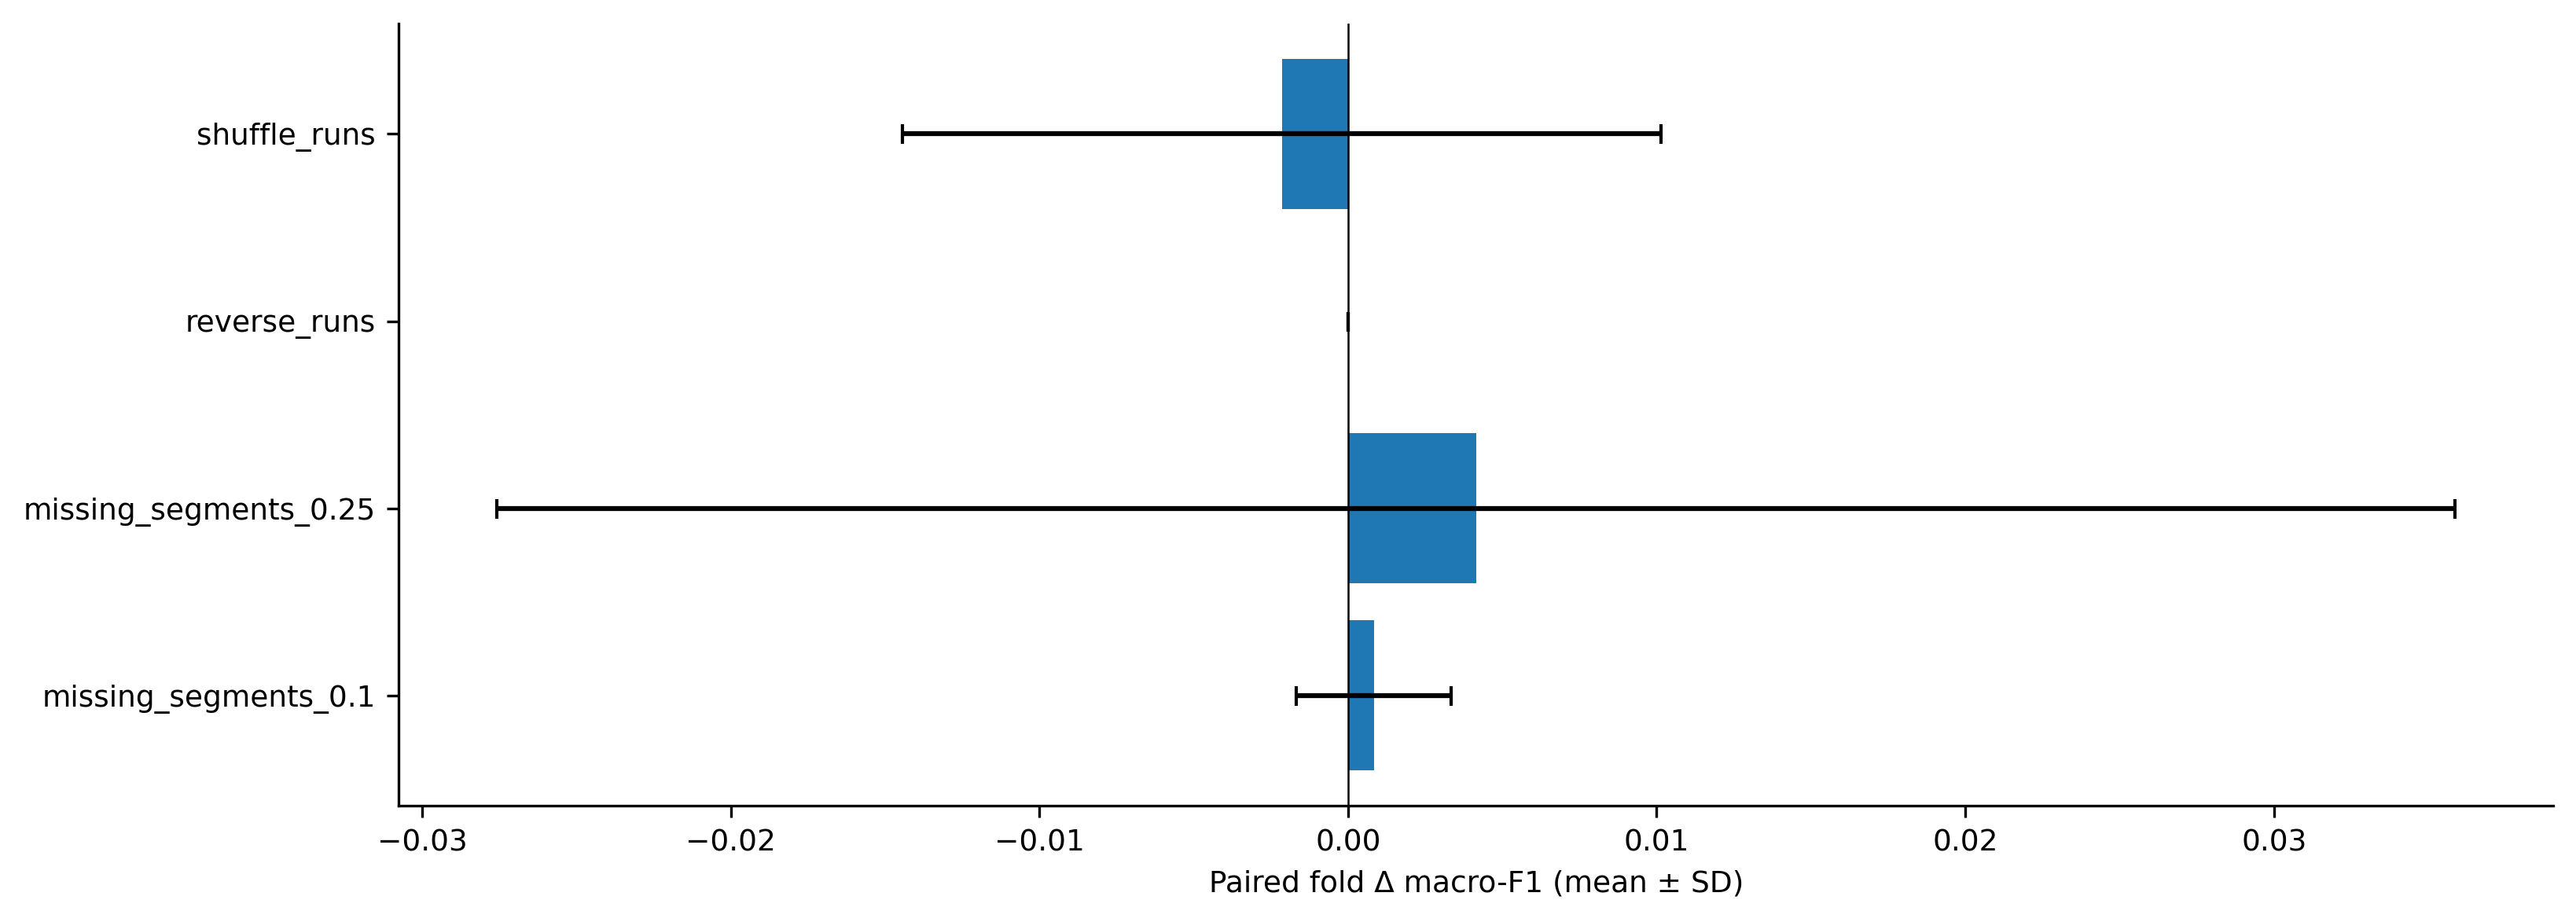 shuffle_runs
reverse_runs
missing_segments_0.25
missing_segments_0.1
−0.03 −0.02 −0.01 0.00 0.01 0.02 0.03
Paired fold Δ macro-F1 (mean ± SD)